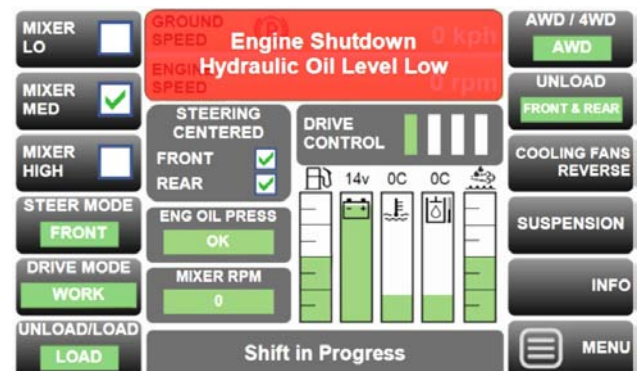 MIXER
LO
MIXER
MED
MIXER
HIGH
STEER MODE
FRONT
DRIVE MODE
WORK
UNLOAD/LOAD
LOAD
GROUND
SPEED
0 kph
Engine Shutdown
Hydraulic Oil Level Low
ENGINE
SPEED
0 rpm
STEERING
CENTERED
FRONT
REAR
DRIVE
CONTROL
14v 0C 0C
ENG OIL PRESS
OK
MIXER RPM
0
Shift in Progress
AWD / 4WD
AWD
UNLOAD
FRONT & REAR
COOLING FANS
REVERSE
SUSPENSION
INFO
MENU